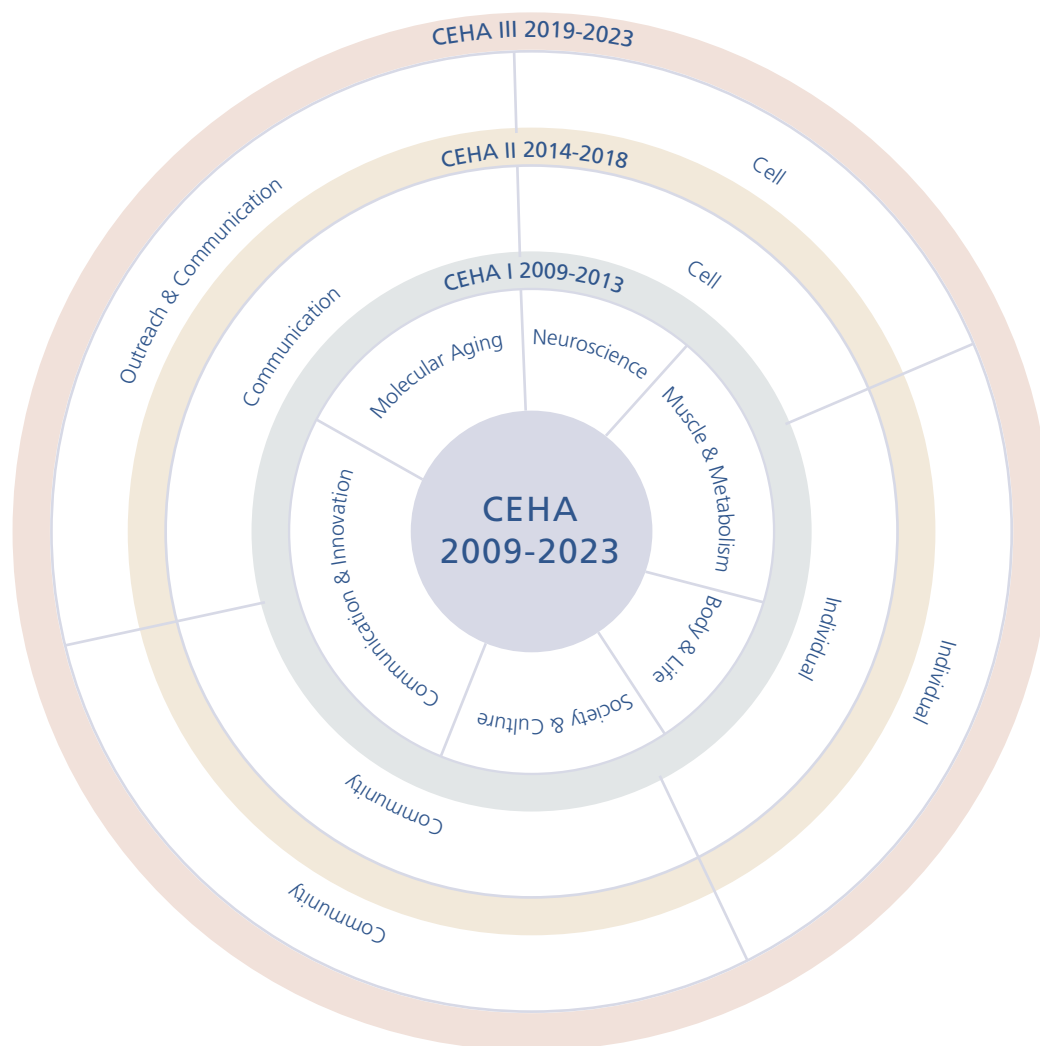 CEHA III 2019-2023
Cell
Individual
Community
Outreach & Communication
CEHA II 2014-2018
Cell
Individual
Community
Communication
CEHA I 2009-2013
Neuroscience
Muscle & Metabolism
Body & Life
Society & Culture
Communication & Innovation
Molecular Aging
CEHA
2009-2023